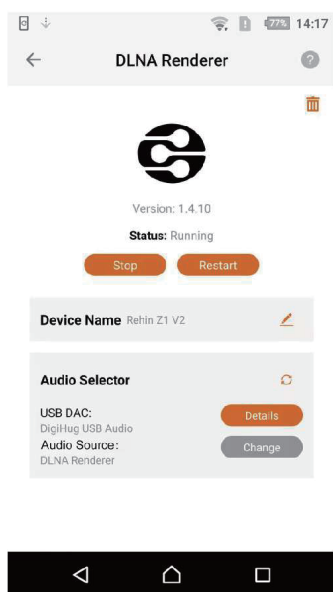 77% 14:17
DLNA Renderer ?
Version: 1.4.10
Status: Running
Stop Restart
Device Name Rehin Z1 V2
Audio Selector
USB DAC:
Details
DigiHug USB Audio
Audio Source:
Change
DLNA Renderer